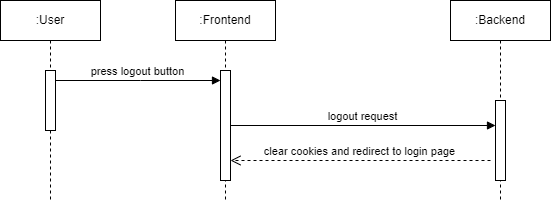 :User
:Frontend
:Backend
press logout button
logout request
clear cookies and redirect to login page